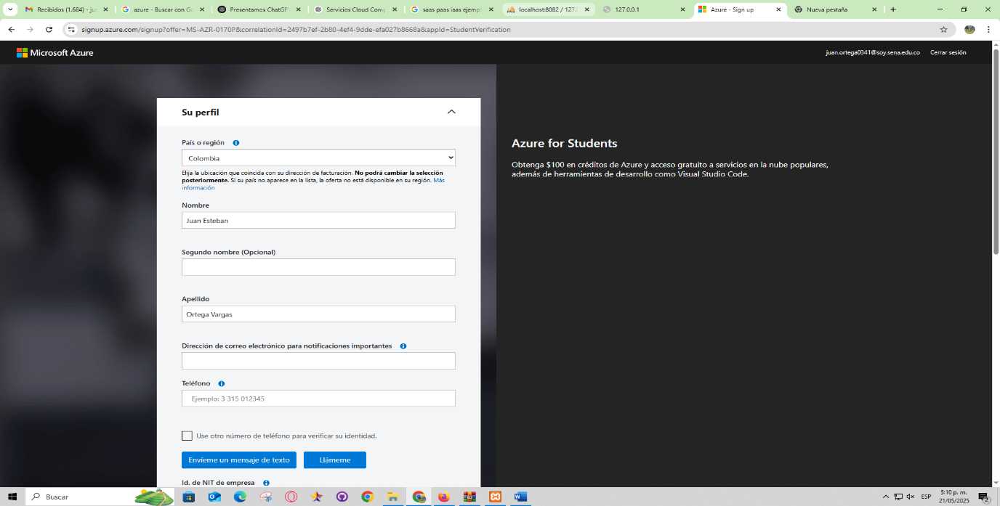 Recibidos (1.684) - ju
azure - Buscar con Go
Presentamos ChatGPT
Servicios Cloud Comp
saas paas iaas ejempl
localhost:8082 / 127.0
127.0.0.1
Azure - Sign up
Nueva pestaña
signup.azure.com/signup?offer=MS-AZR-0170P&correlationId=2497b7ef-2b80-4ef4-9dde-efa027b8668a&appId=StudentVerification
Microsoft Azure
juan.ortega0341@soy.sena.edu.co Cerrar sesión
Su perfil
País o región
Colombia
Elija la ubicación que coincida con su dirección de facturación. No podrá cambiar la selección
posteriormente. Si su país no aparece en la lista, la oferta no está disponible en su región. Más
información
Nombre
Juan Esteban
Segundo nombre (Opcional)
Apellido
Ortega Vargas
Dirección de correo electrónico para notificaciones importantes
Teléfono
Ejemplo: 3 315 012345
Use otro número de teléfono para verificar su identidad.
Envíeme un mensaje de texto
Llámeme
Id. de NIT de empresa
Azure for Students
Obtenga $100 en créditos de Azure y acceso gratuito a servicios en la nube populares,
además de herramientas de desarrollo como Visual Studio Code.
Buscar
ESP
5:10 p. m.
21/05/2025
2